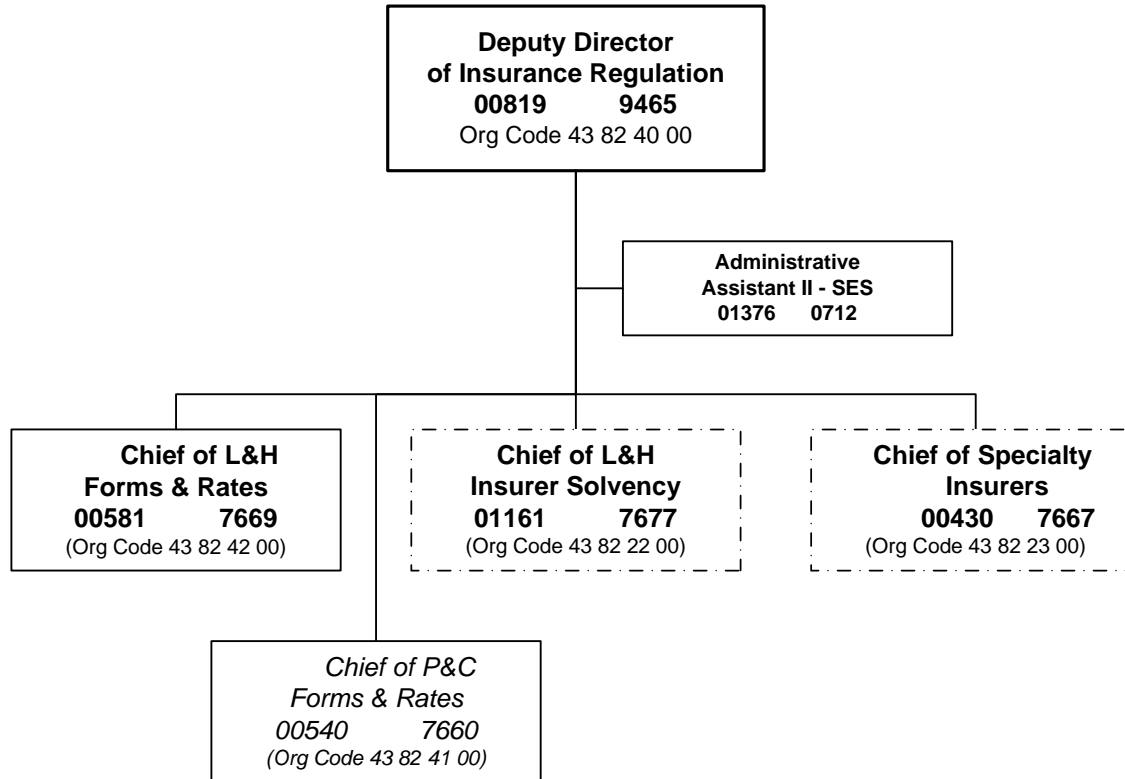 Deputy Director
of Insurance Regulation
00819 9465
Org Code 43 82 40 00
Administrative
Assistant II - SES
01376 0712
Chief of L&H
Forms & Rates
00581 7669
(Org Code 43 82 42 00)
Chief of L&H
Insurer Solvency
01161 7677
(Org Code 43 82 22 00)
Chief of Specialty
Insurers
00430 7667
(Org Code 43 82 23 00)
Chief of P&C
Forms & Rates
00540 7660
(Org Code 43 82 41 00)